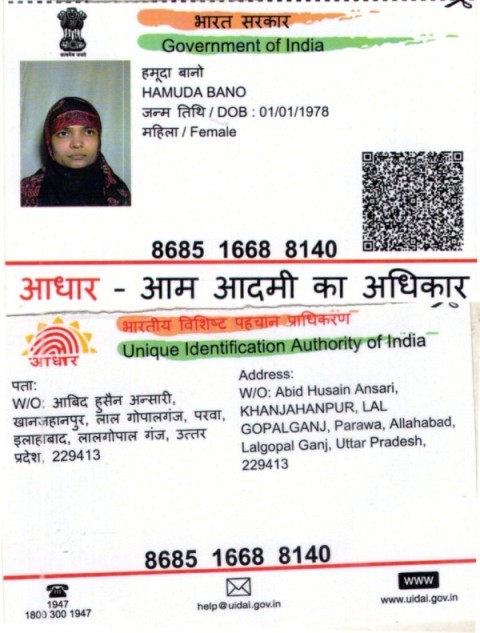 भारत सरकार
Government of India
हमूदा बानो
HAMUDA BANO
जन्म तिथि / DOB : 01/01/1978
महिला / Female
8685 1668 8140
आधार - आम आदमी का अधिकार
भारतीय विशिष्ट पहचान प्राधिकरण
Unique Identification Authority of India
आधार
पता:
W/O: आबिद हुसैन अन्सारी,
खानजहानपुर, लाल गोपालगंज, परवा,
इलाहाबाद, लालगोपाल गंज, उत्तर
प्रदेश, 229413
Address:
W/O: Abid Husain Ansari,
KHANJAHANPUR, LAL
GOPALGANJ, Parawa, Allahabad,
Lalgopal Ganj, Uttar Pradesh,
229413
8685 1668 8140
1947
1800 300 1947
help@uidai.gov.in
WWW
www.uidai.gov.in